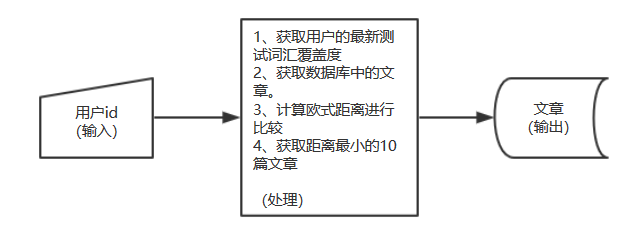 用户id
(输入)
1、获取用户的最新测
试词汇覆盖度
2、获取数据库中的文
章。
3、计算欧式距离进行
比较
4、获取距离最小的10
篇文章
(处理)
文章
(输出)